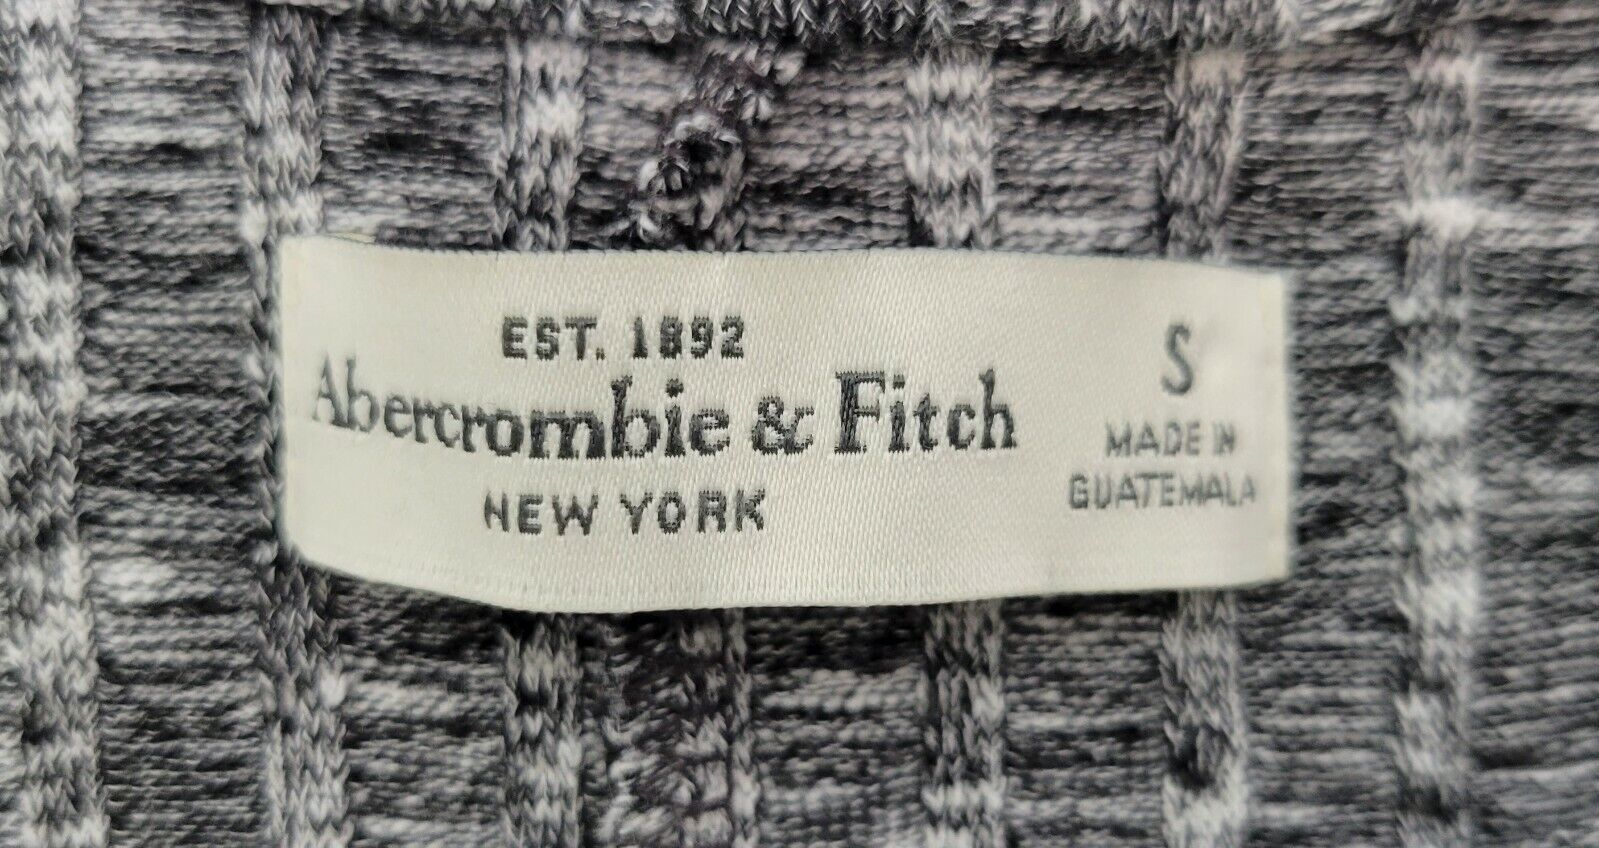 EST. 1892
Abercrombie & Fitch
NEW YORK
S
MADE IN
GUATEMALA